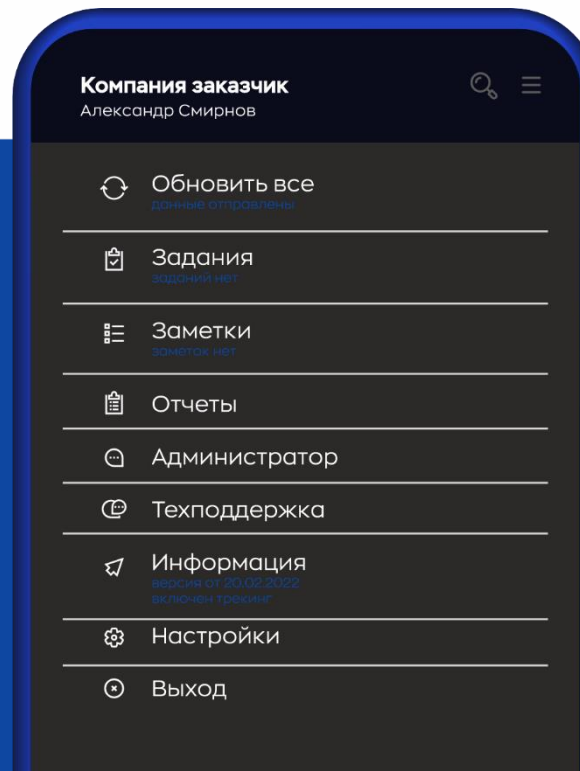 Компания заказчик
Александр Смирнов
Обновить все
данные отправлены
Задания
заданий нет
Заметки
заметок нет
Отчеты
Администратор
Техподдержка
Информация
версия от 20.02.2022
включен трекинг
Настройки
Выход